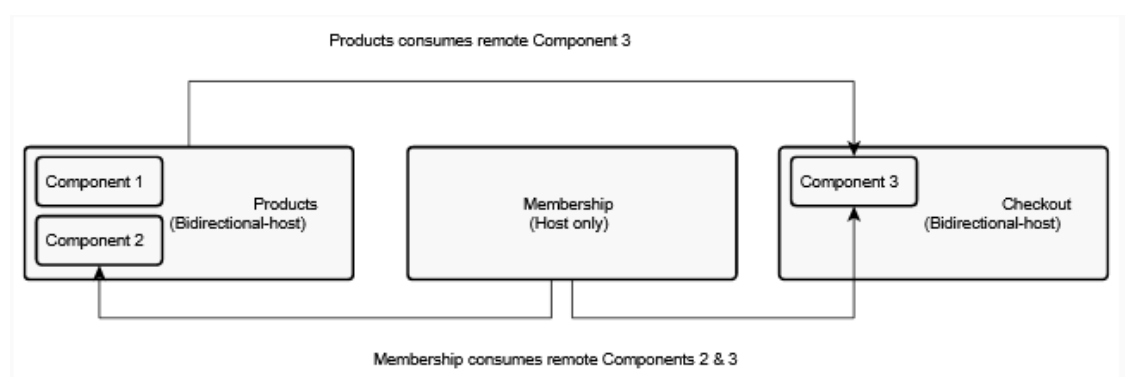 Products consumes remote Component 3
Component 1
Component 2
Products
(Bidirectional-host)
Membership
(Host only)
Component 3
Checkout
(Bidirectional-host)
Membership consumes remote Components 2 & 3